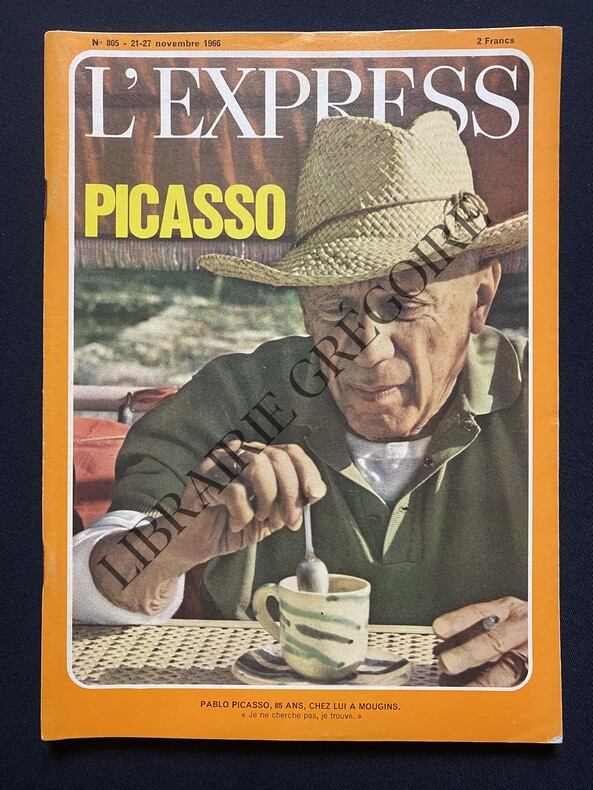 N° 805 - 21-27 novembre 1966
2 Francs
L'EXPRESS
PICASSO
LIBRAIRIE GRÉGOIRE
PABLO PICASSO, 85 ANS, CHEZ LUI A MOUGINS.
« Je ne cherche pas, je trouve. »